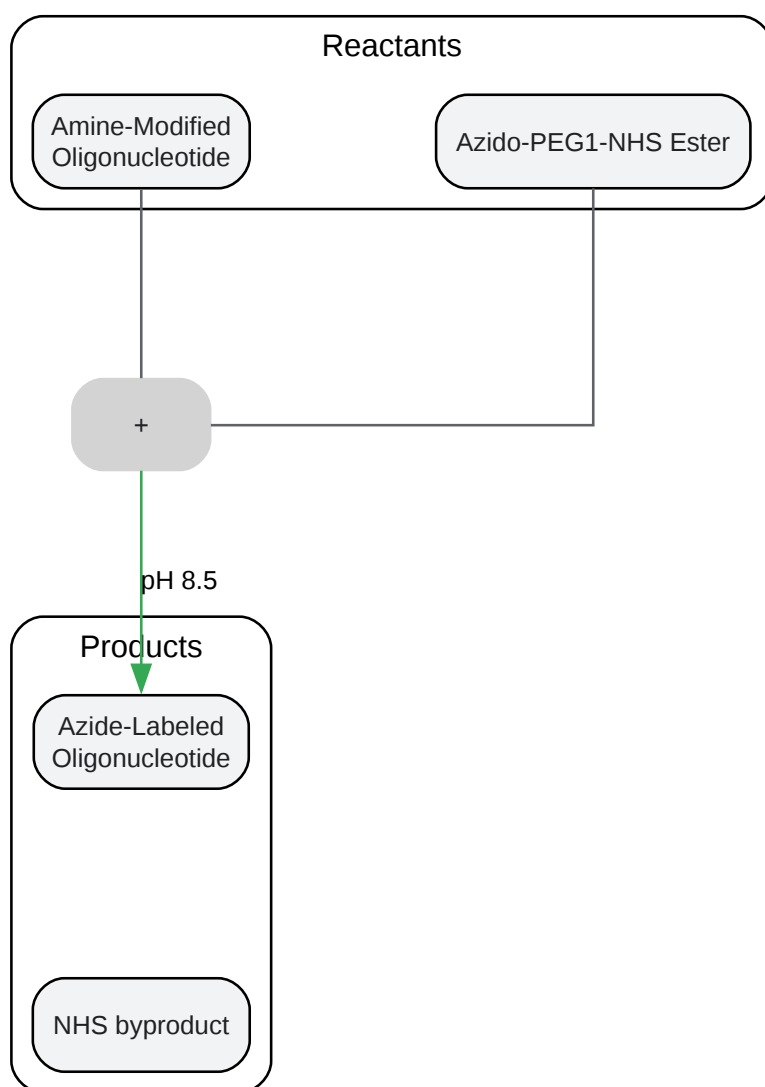 Reactants
Amine-Modified
Oligonucleotide
Azido-PEG1-NHS Ester
+
pH 8.5
Products
Azide-Labeled
Oligonucleotide
NHS byproduct